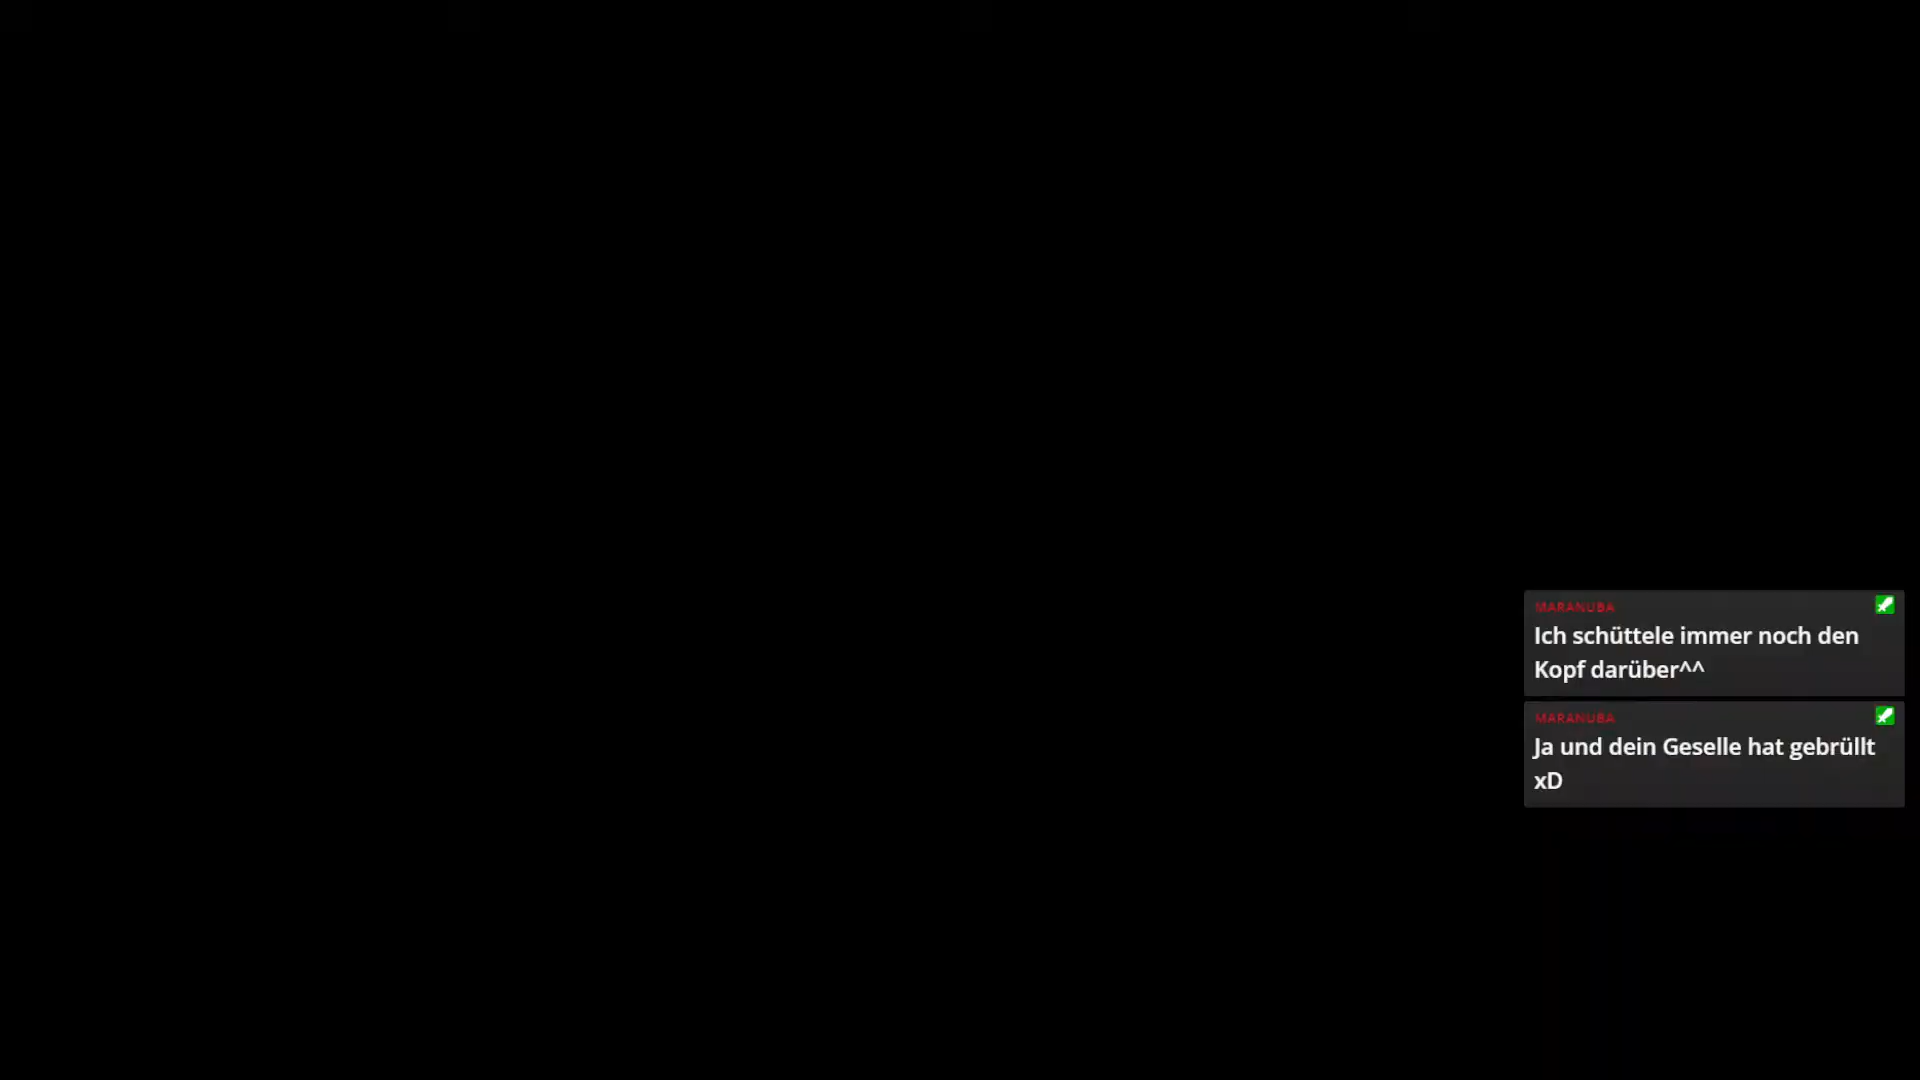 MARANUBA
Ich schüttele immer noch den
Kopf darüber^^
MARANUBA
Ja und dein Geselle hat gebrüllt
xD